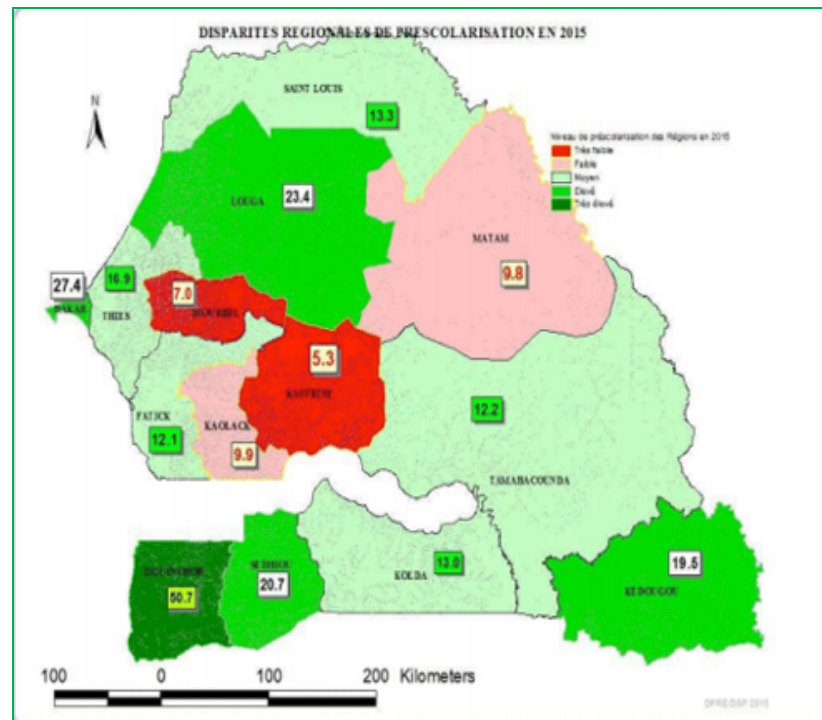 DISPARITES REGIONALES DE PRESCOLARISATION EN 2015
SAINT LOUIS
13.3
N
Niveau de préscolarisation des Régions en 2015
Très faible
Faible
Moyen
Elevé
Très élevé
LOUGA
23.4
MATAM
9.8
27.4
DAKAR
16.9
THIES
7.0
DIOURBEL
5.3
KAFFRINE
12.2
FATICK
12.1
KAOLACK
9.9
TAMBACOUNDA
ZIGUINCHOR
50.7
SEDHIOU
20.7
KOLDA
13.0
19.5
KEDOUGOU
100 0 100 200 Kilometers
DPRE/DSP 2015